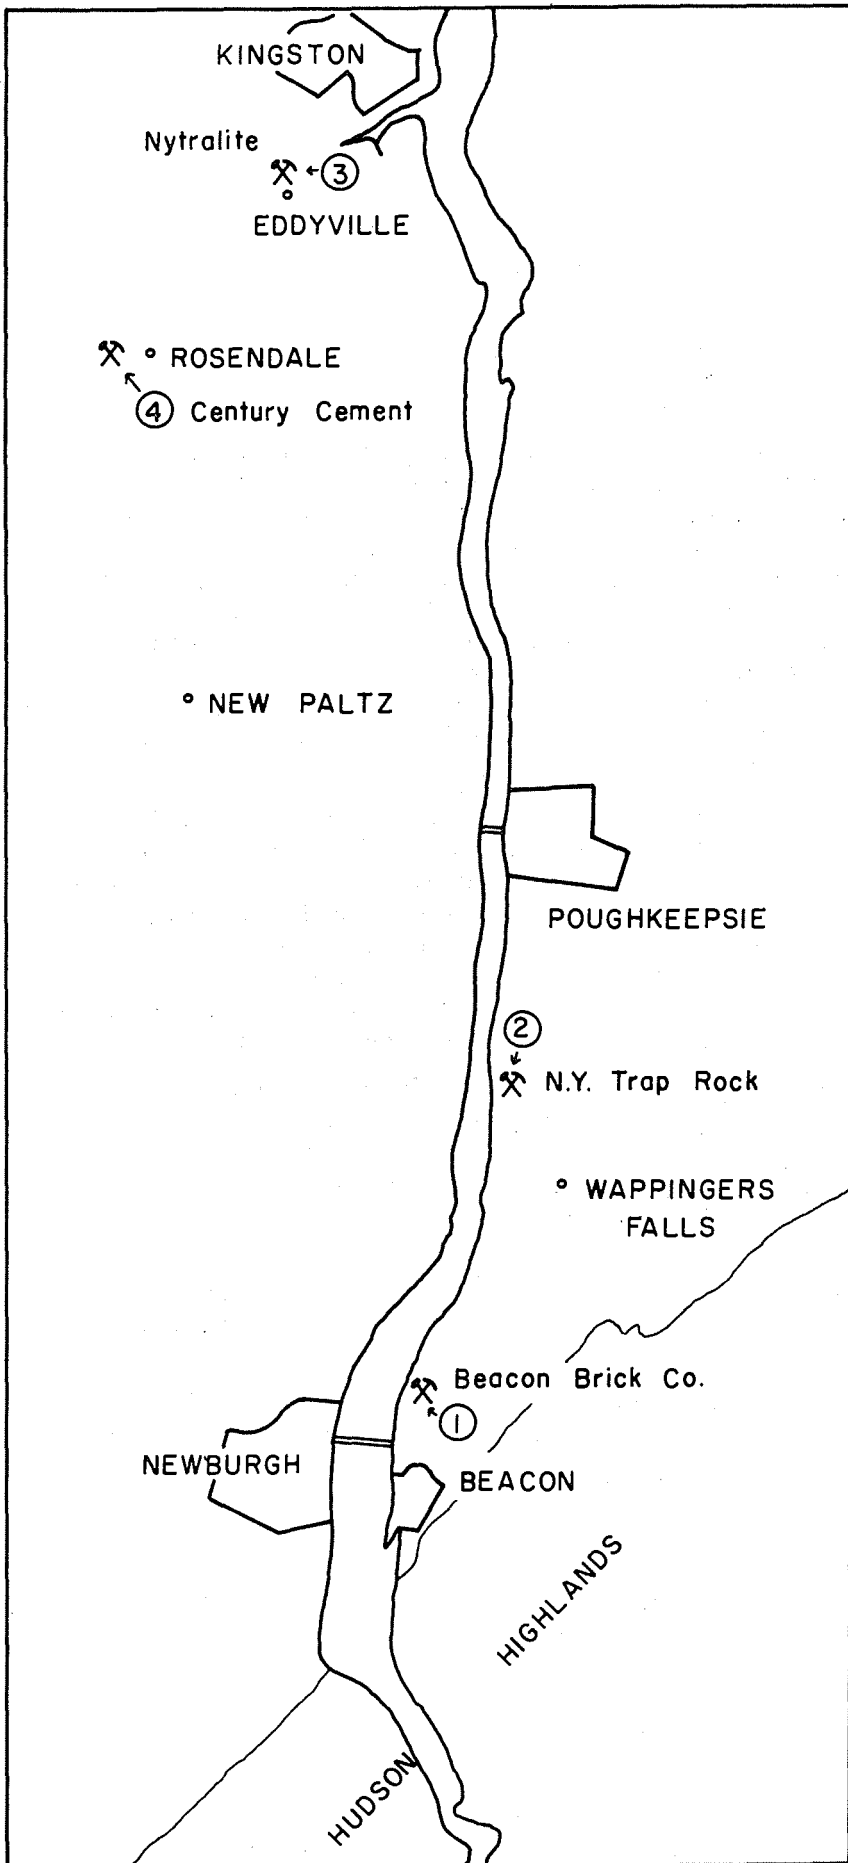 KINGSTON
Nytralite
3
EDDYVILLE
ROSENDALE
4 Century Cement
NEW PALTZ
POUGHKEEPSIE
2
N.Y. Trap Rock
WAPPINGERS
FALLS
Beacon Brick Co.
1
NEWBURGH
BEACON
HIGHLANDS
HUDSON